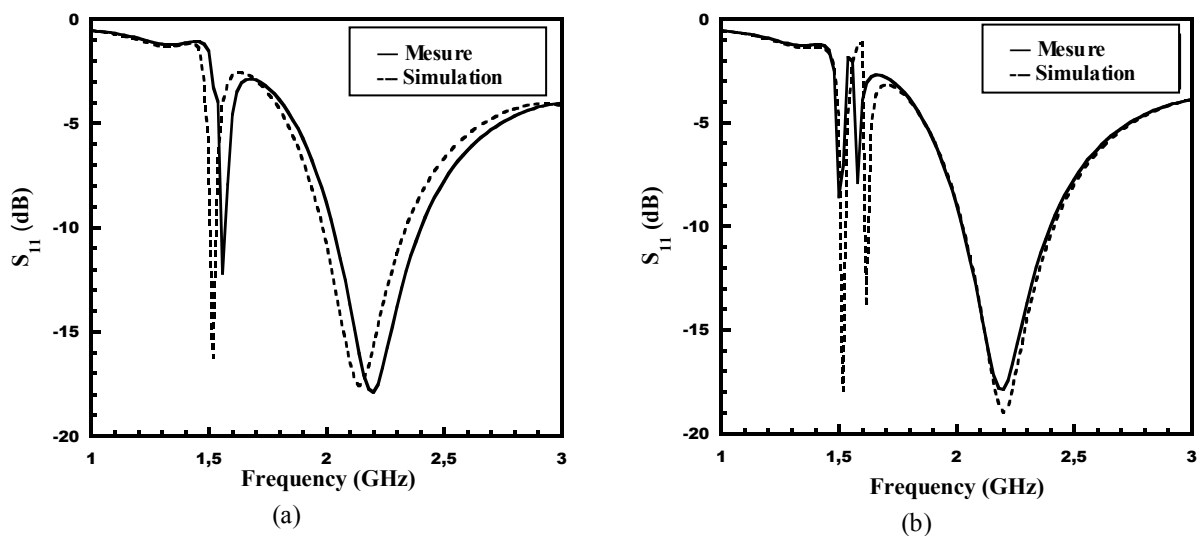 0
-5
-10
-15
-20
S11 (dB)
Mesure
Simulation
1
1,5
2
2,5
3
Frequency (GHz)
(a)
0
-5
-10
-15
-20
S11 (dB)
Mesure
Simulation
1
1,5
2
2,5
3
Frequency (GHz)
(b)